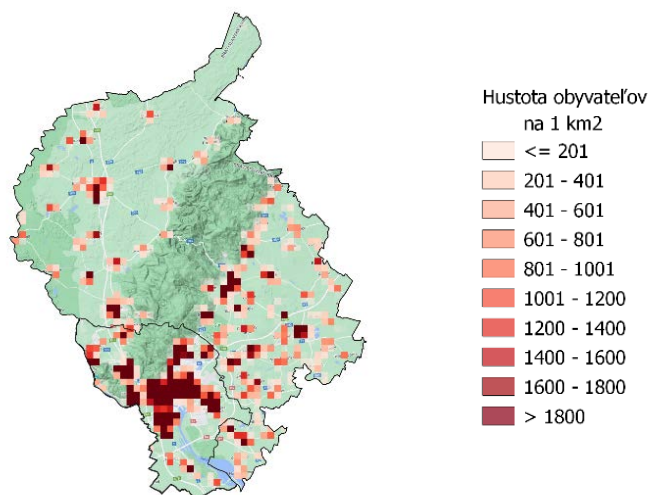 Hustota obyvateľov
na 1 km2
<= 201
201 - 401
401 - 601
601 - 801
801 - 1001
1001 - 1200
1200 - 1400
1400 - 1600
1600 - 1800
> 1800